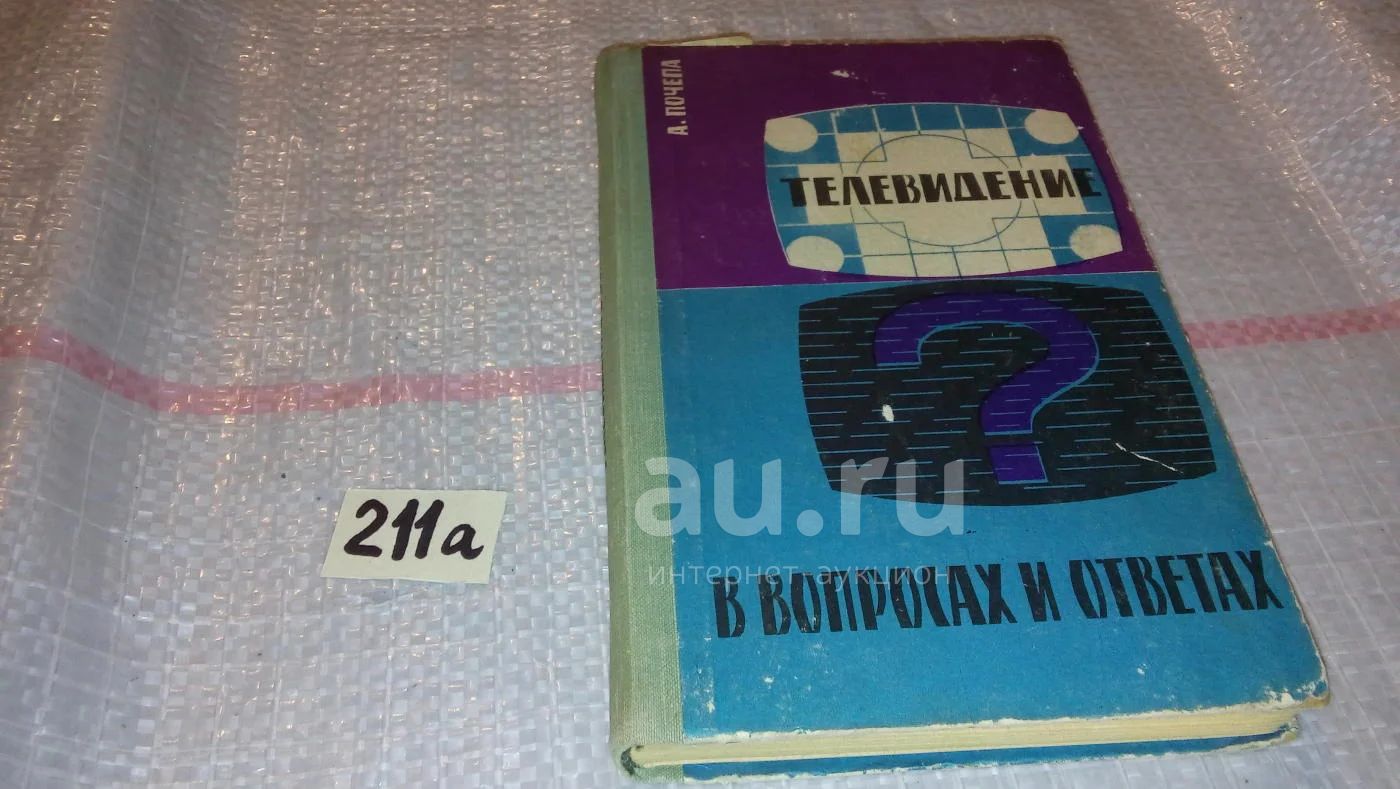 А. ПОЧЕПА
ТЕЛЕВИДЕНИЕ
?
В ВОПРОСАХ И ОТВЕТАХ
211а
au.ru
интернет аукцион